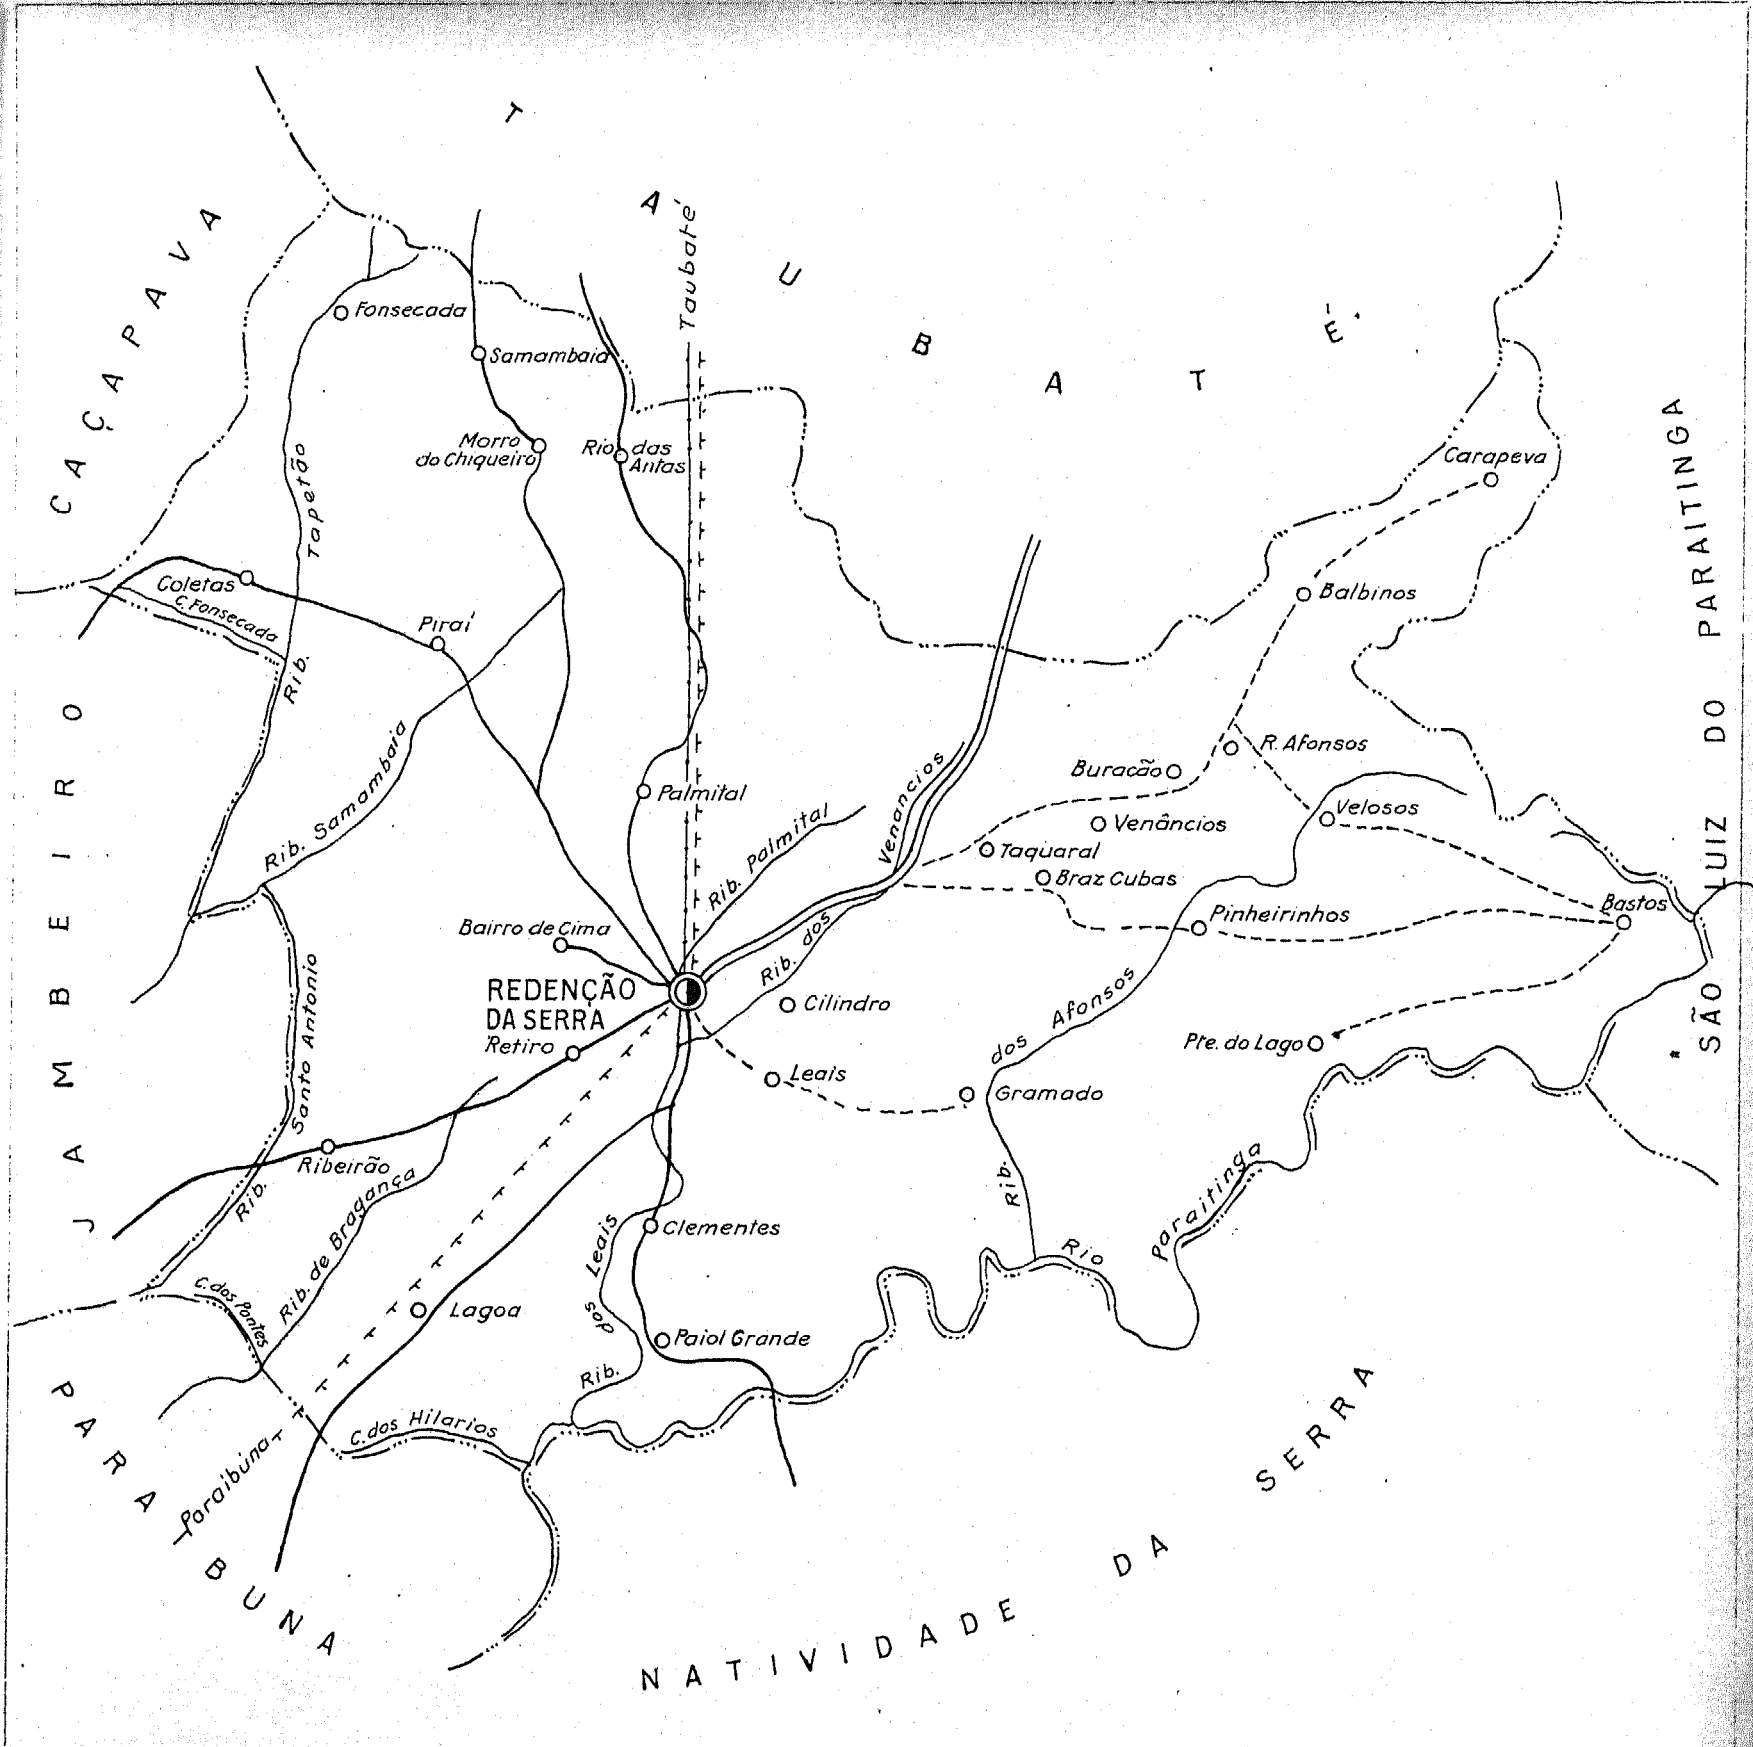 TAUBATÉ
CAÇAPAVA
Taubaté
Fonsecada
Samambaia
Morro
do Chiqueiro
Rio das
Antas
Tapetão
Rib.
Carapeva
Coletas
C. Fonsecada
Piraí
Balbinos
SÃO LUIZ DO PARAITINGA
JAMBEIRO
Rib. Samambaia
R. Afonsos
Buracão
Palmital
Rib. Palmital
Venancios
Rib. dos
Venâncios
Velosos
Taquaral
Braz Cubas
Pinheirinhos
Bastos
Bairro de Cima
REDENÇÃO
DA SERRA
Retiro
Cilindro
Leais
Gramado
Rib. dos Afonsos
Pte. do Lago
Rib. Santo Antonio
Ribeirão
Rib. de Bragança
C. dos Pontes
Lagoa
Clementes
Rib. dos Leais
Paiol Grande
Rio Paraitinga
C. dos Hilarios
Paraibuna
PARAIBUNA
NATIVIDADE DA SERRA